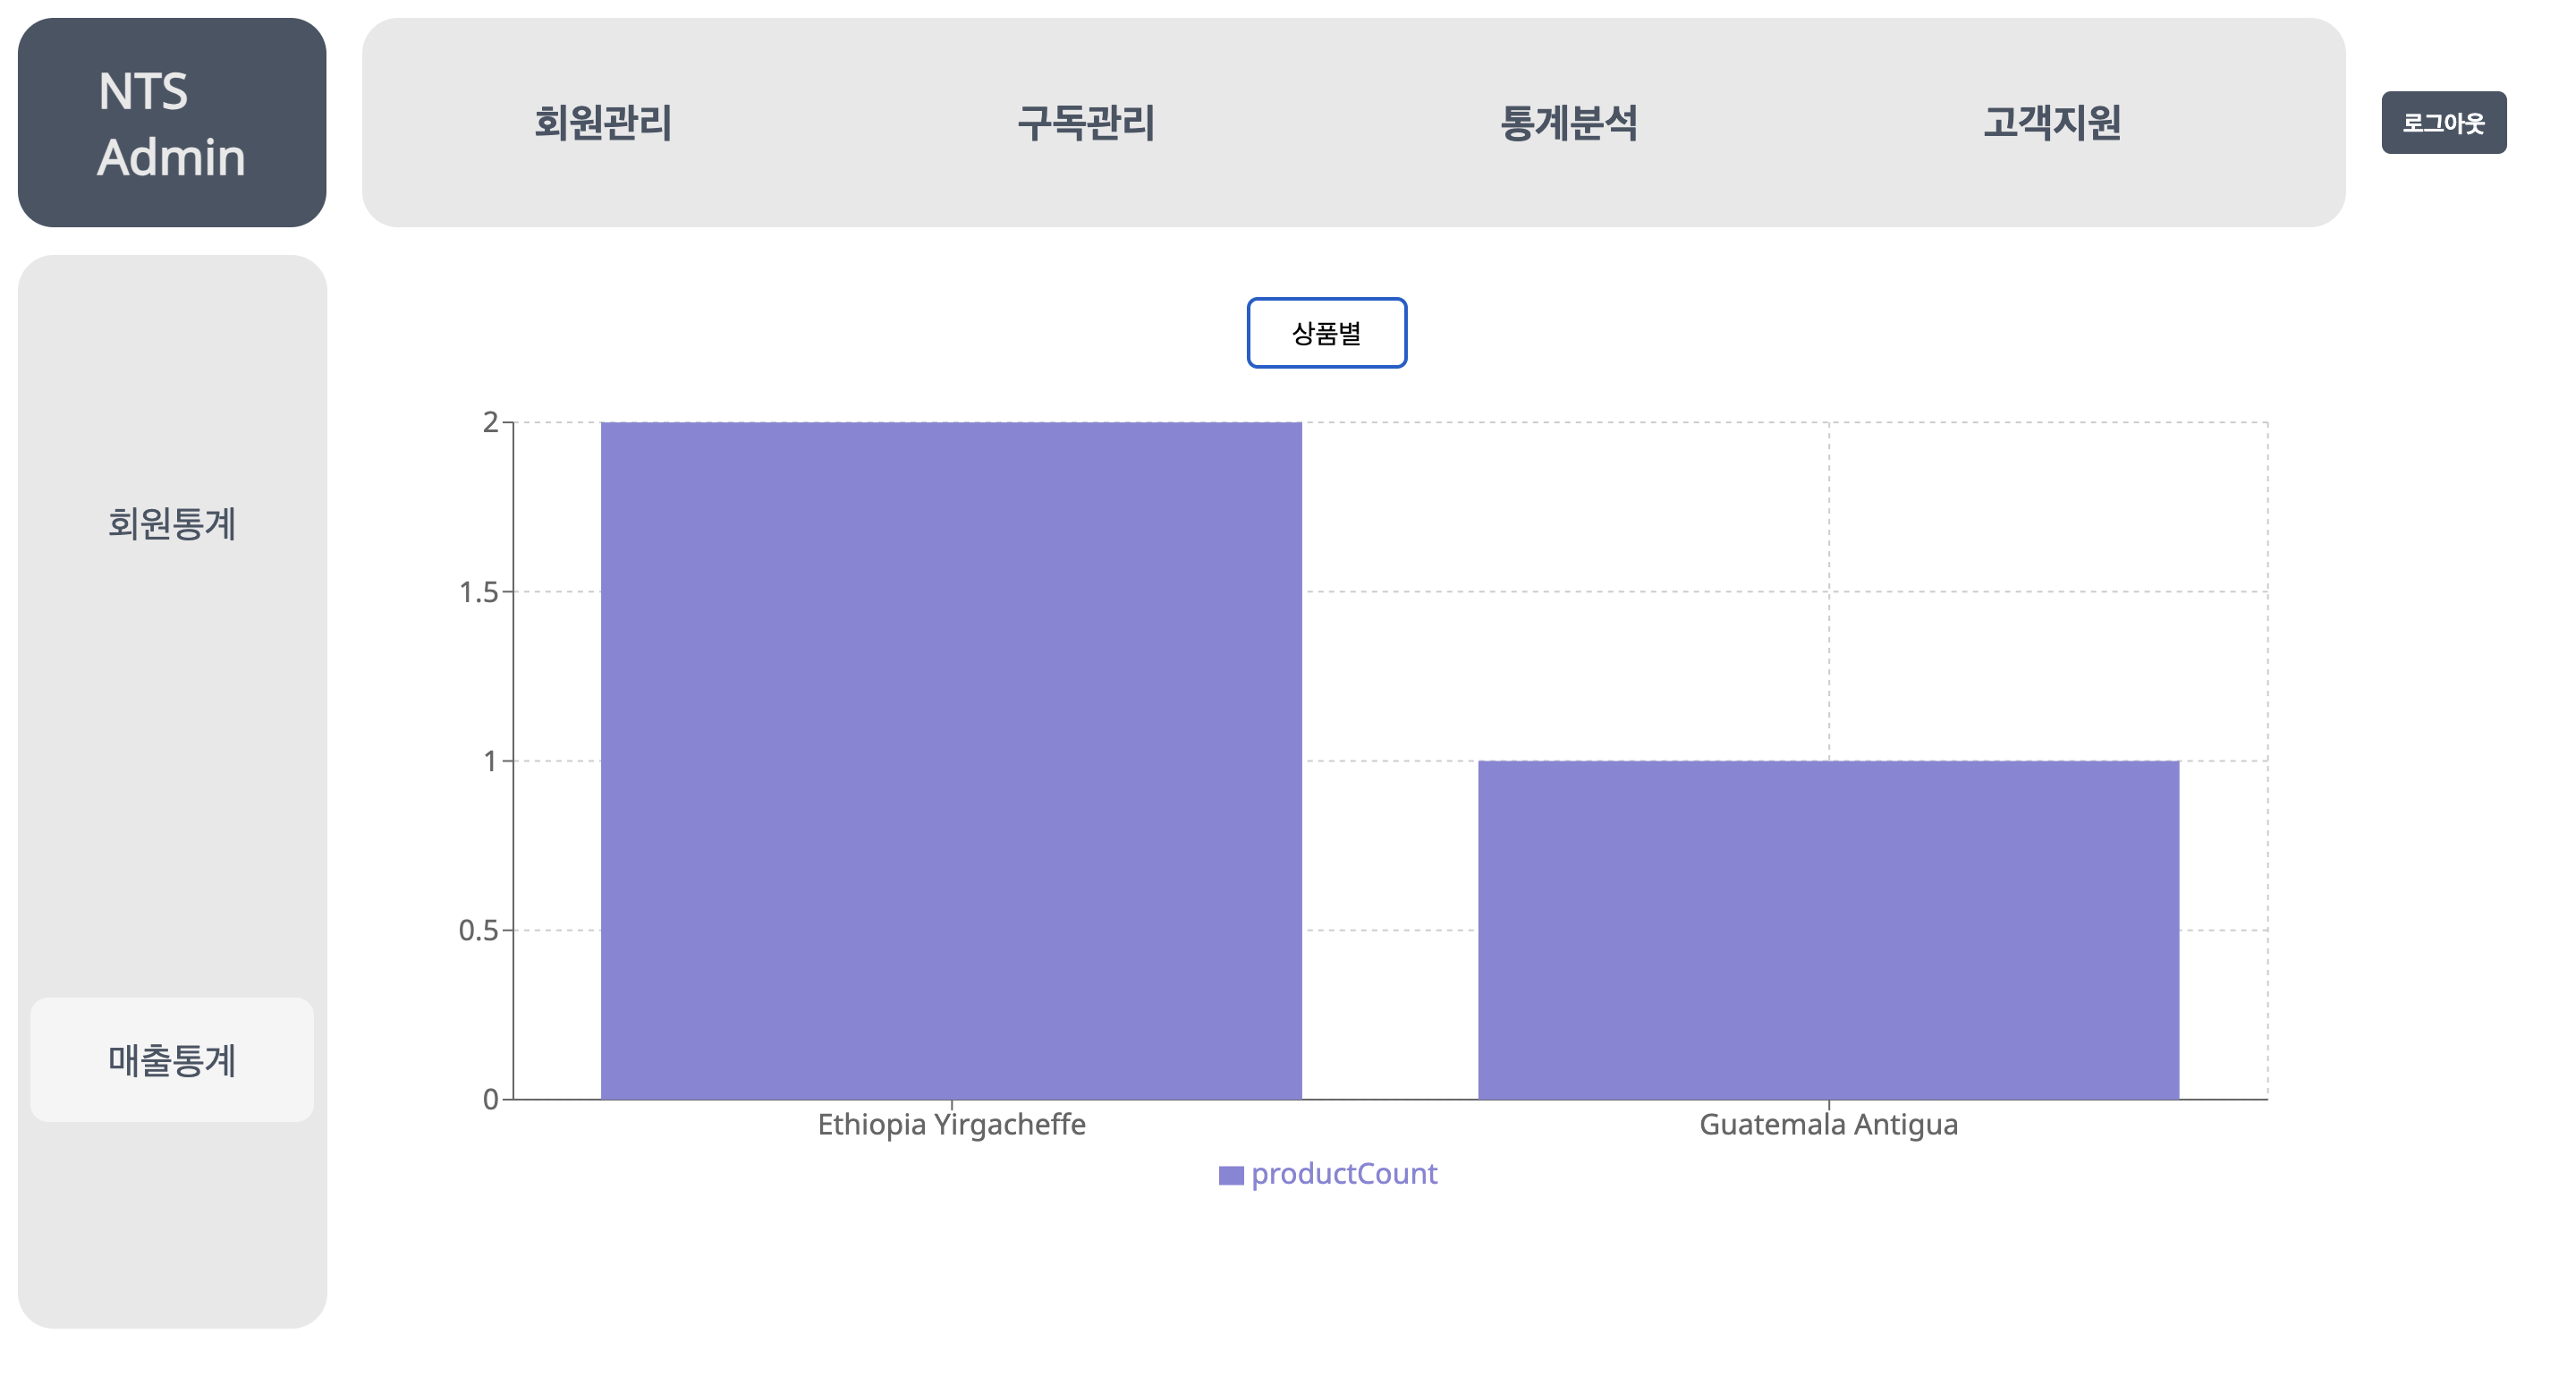 NTS
Admin
회원관리
구독관리
통계분석
고객지원
로그아웃
회원통계
매출통계
상품별
2
1.5
1
0.5
0
Ethiopia Yirgacheffe
Guatemala Antigua
productCount